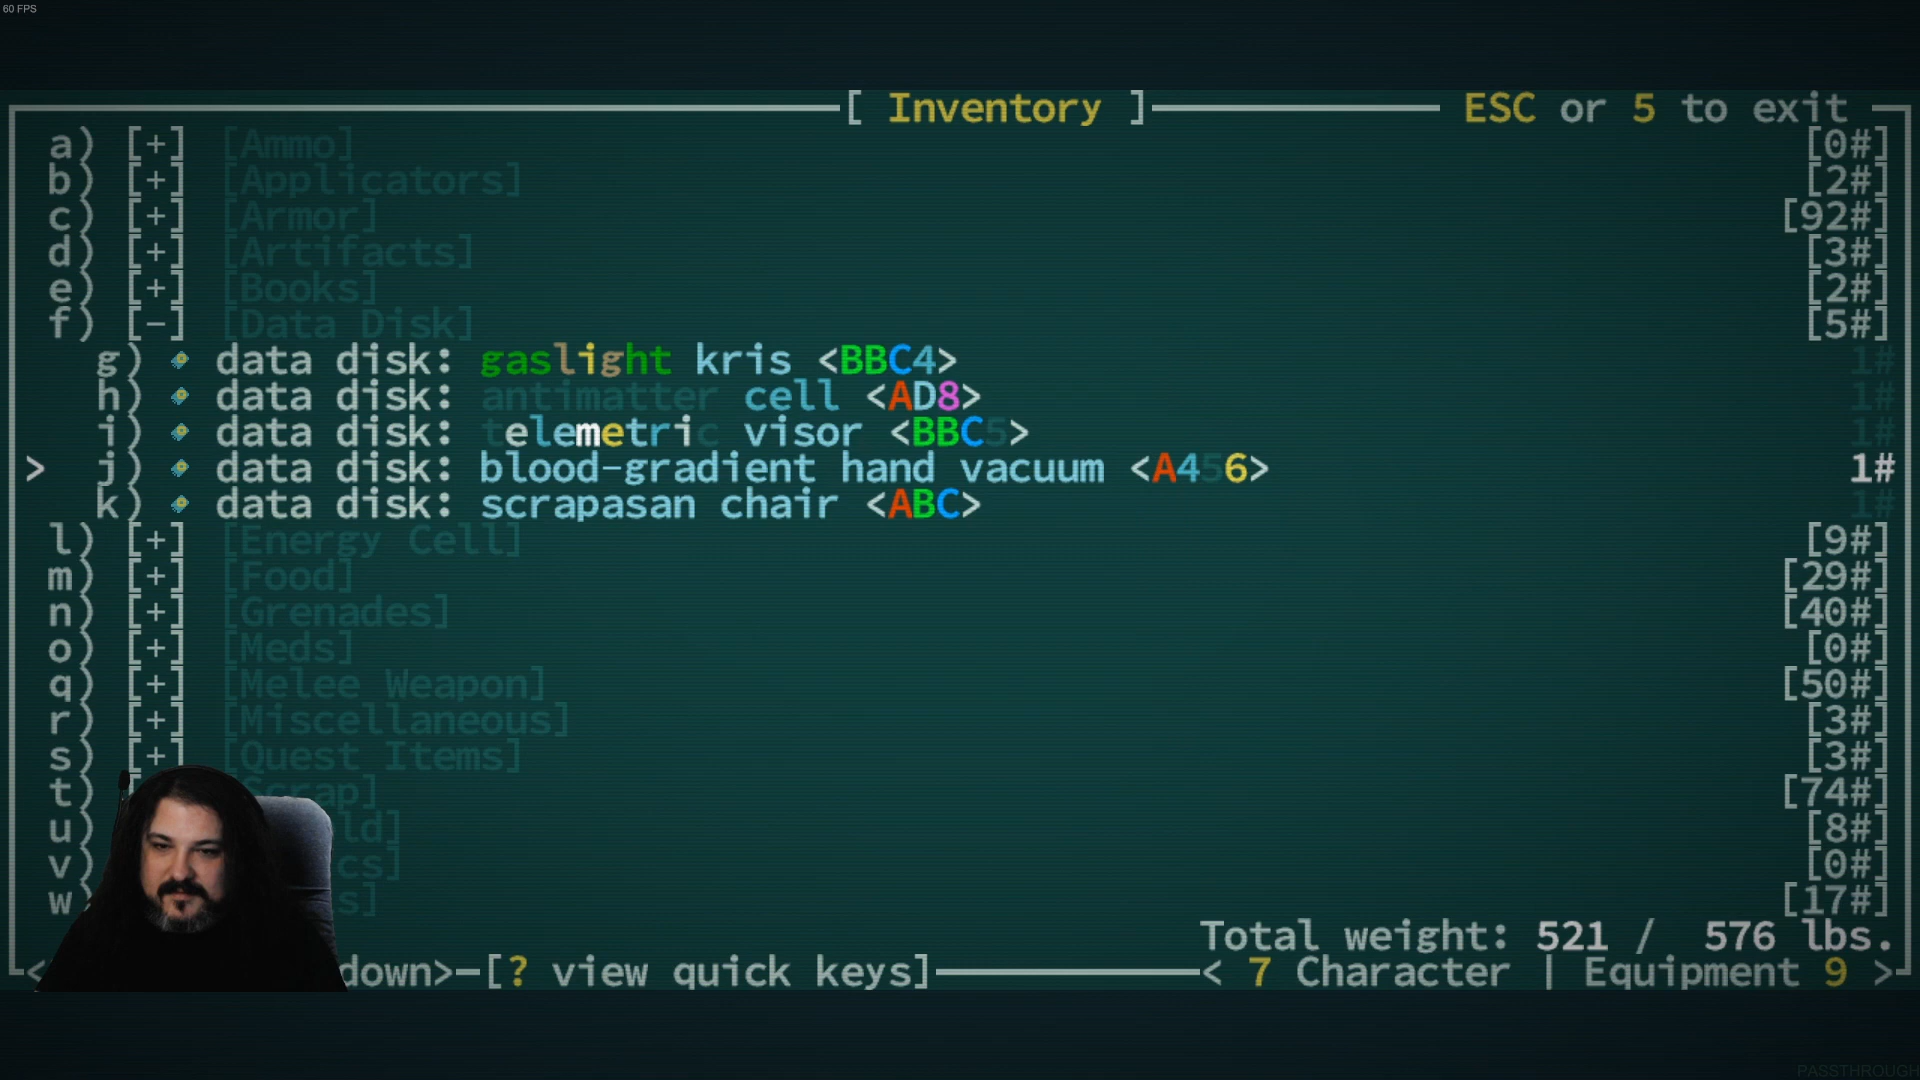 60 FPS
[ Inventory ] ESC or 5 to exit
a) [+] [Ammo] [0#]
b) [+] [Applicators] [2#]
c) [+] [Armor] [92#]
d) [+] [Artifacts] [3#]
e) [+] [Books] [2#]
f) [-] [Data Disk] [5#]
g) data disk: gaslight kris <BBC4> 1#
h) data disk: antimatter cell <AD8> 1#
i) data disk: telemetric visor <BBC5> 1#
> j) data disk: blood-gradient hand vacuum <A456> 1#
k) data disk: scrapasan chair <ABC> 1#
l) [+] [Energy Cell] [9#]
m) [+] [Food] [29#]
n) [+] [Grenades] [40#]
o) [+] [Meds] [0#]
q) [+] [Melee Weapon] [50#]
r) [+] [Miscellaneous] [3#]
s) [+] [Quest Items] [3#]
t) [ Scrap] [74#]
u) ld] [8#]
v) cs] [0#]
w s] [17#]
Total weight: 521 / 576 lbs.
< down> [? view quick keys] < 7 Character | Equipment 9 >
PASSTHROUGH